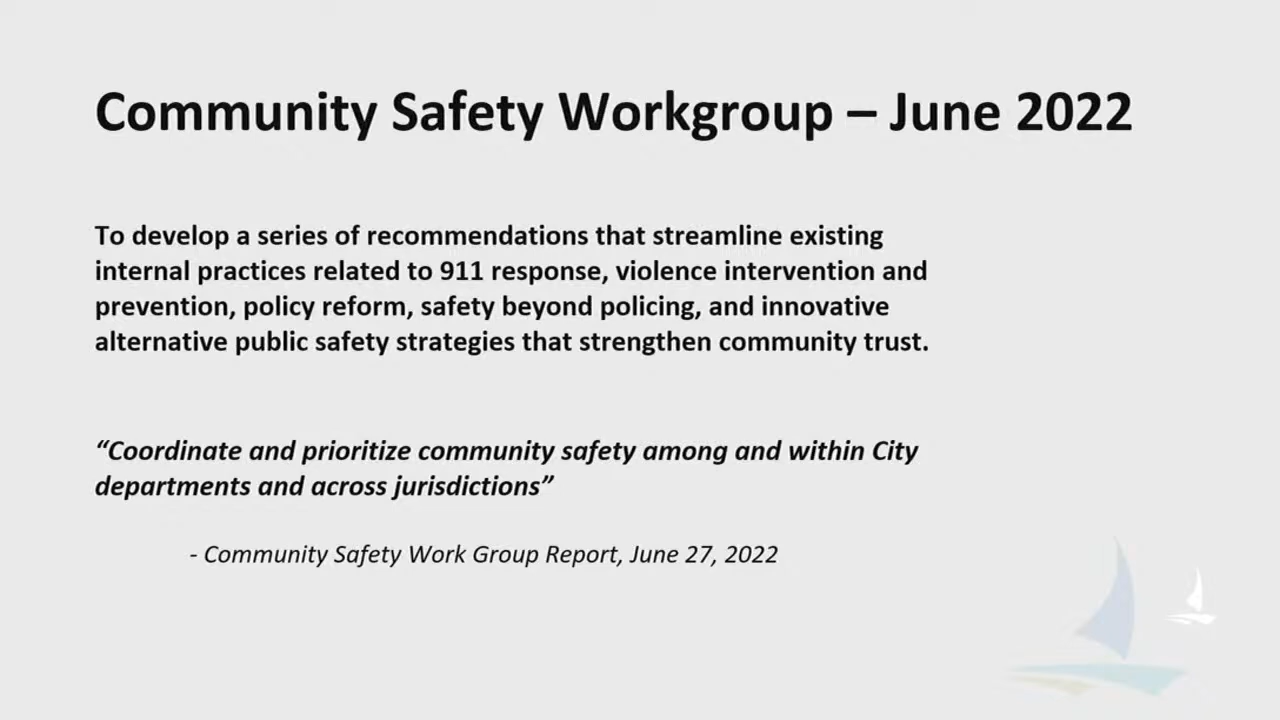 Community Safety Workgroup – June 2022
To develop a series of recommendations that streamline existing
internal practices related to 911 response, violence intervention and
prevention, policy reform, safety beyond policing, and innovative
alternative public safety strategies that strengthen community trust.
“Coordinate and prioritize community safety among and within City
departments and across jurisdictions”
- Community Safety Work Group Report, June 27, 2022